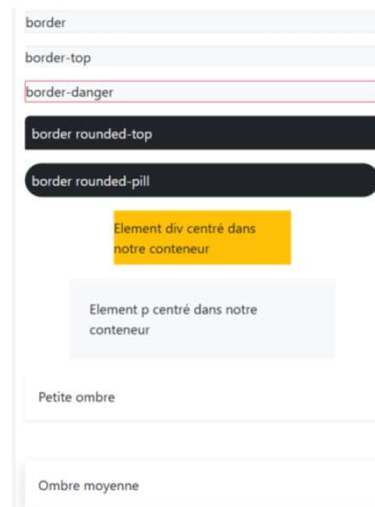 border
border-top
border-danger
border rounded-top
border rounded-pill
Element div centré dans
notre conteneur
Element p centré dans notre
conteneur
Petite ombre
Ombre moyenne